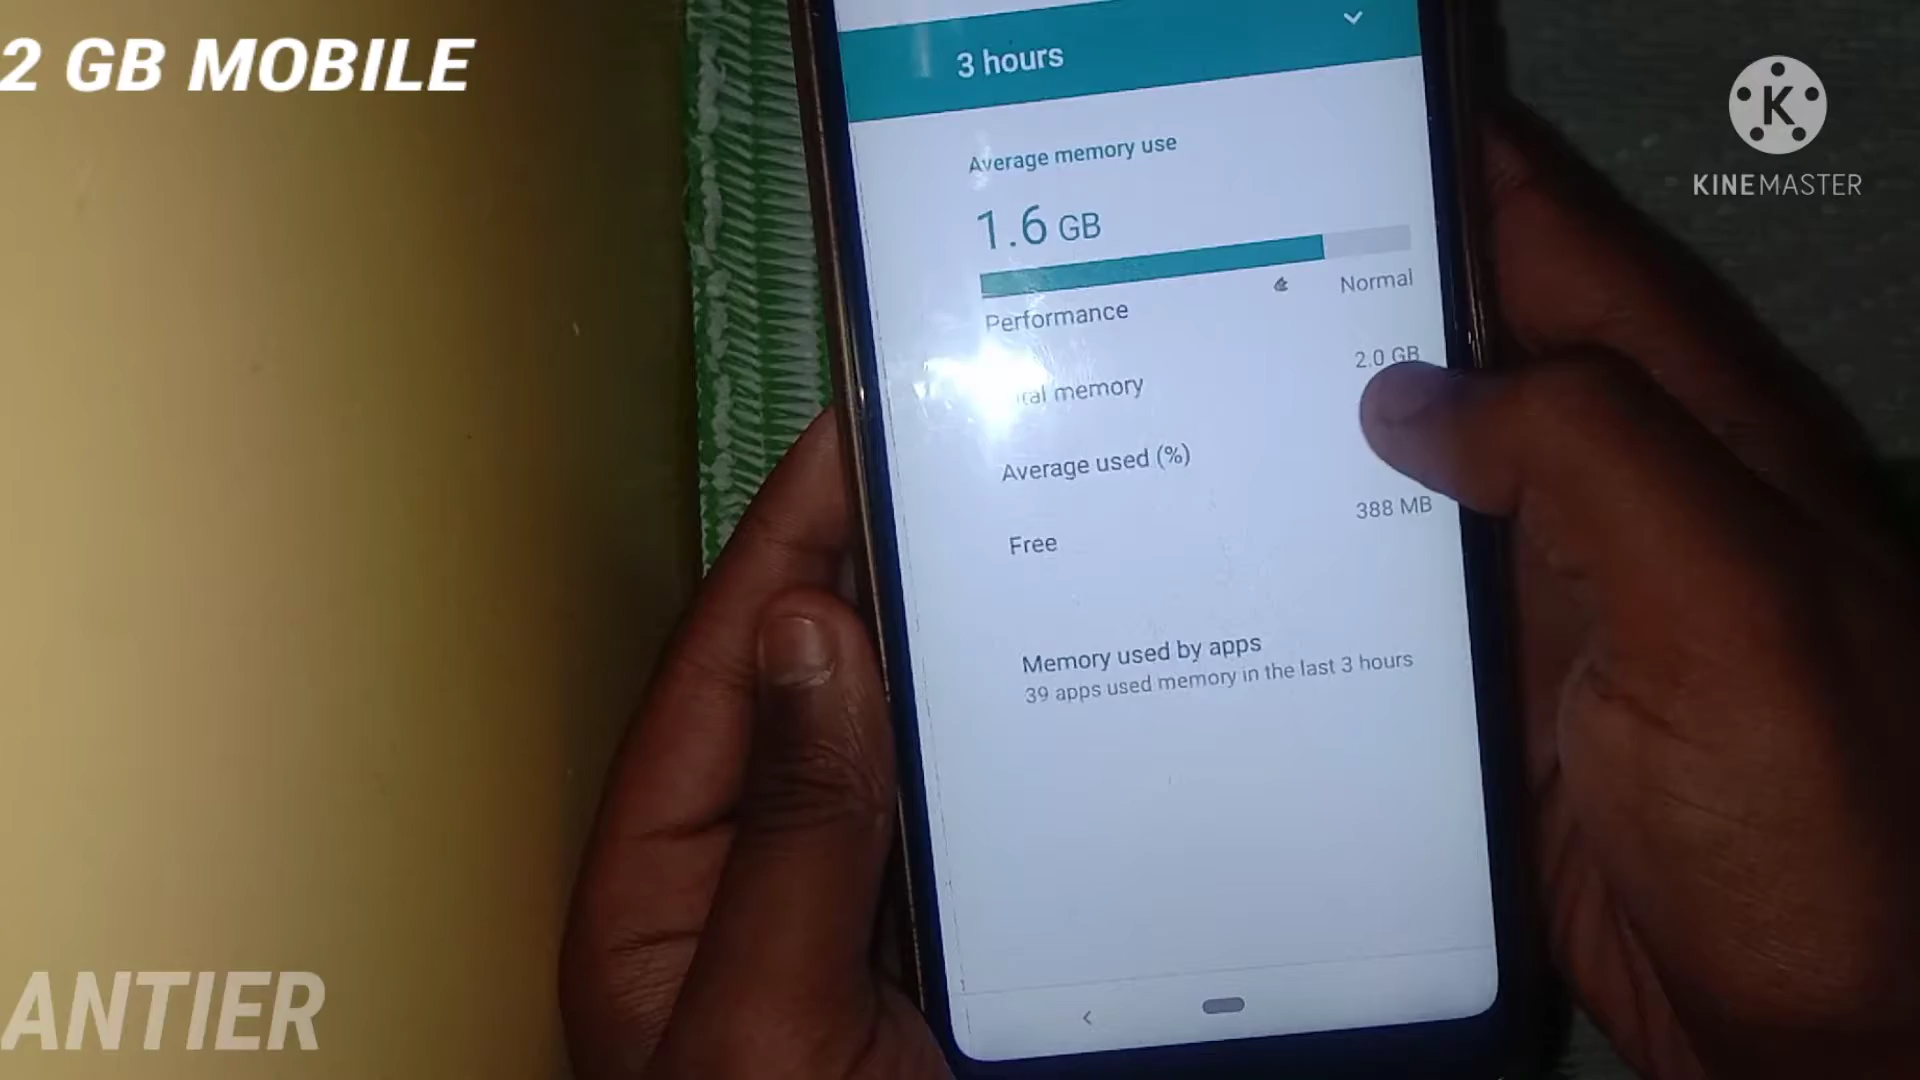 2 GB MOBILE
3 hours
K
KINEMASTER
Average memory use
1.6 GB
Performance
Normal
memory
2.0 GB
Average used (%)
Free
388 MB
Memory used by apps
39 apps used memory in the last 3 hours
ANTIER